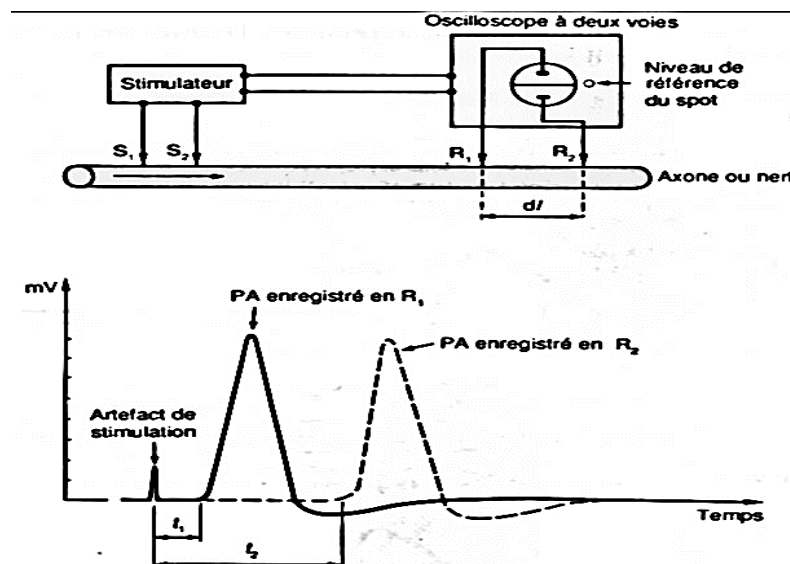 Oscilloscope à deux voies
Stimulateur
Niveau de
référence
du spot
S1 S2 R1 R2
Axone ou nerf
dl
mV
PA enregistré en R1
PA enregistré en R2
Artefact de
stimulation
t1
t2
Temps